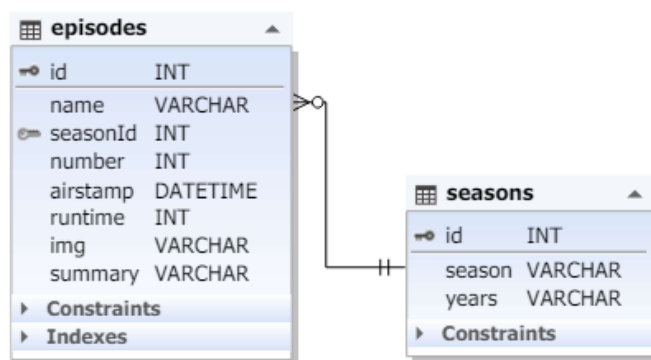 episodes
id INT
name VARCHAR
seasonId INT
number INT
airstamp DATETIME
runtime INT
img VARCHAR
summary VARCHAR
Constraints
Indexes
seasons
id INT
season VARCHAR
years VARCHAR
Constraints